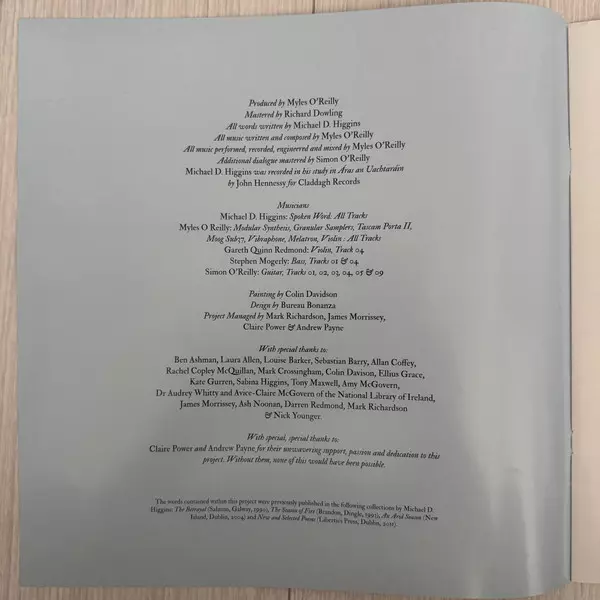 Produced by Myles O'Reilly
Mastered by Richard Dowling
All words written by Michael D. Higgins
All music written and composed by Myles O'Reilly
All music performed, recorded, engineered and mixed by Myles O'Reilly
Additional dialogue mastered by Simon O'Reilly
Michael D. Higgins was recorded in his study in Áras an Uachtaráin
by John Hennessy for Claddagh Records
Musicians
Michael D. Higgins: Spoken Word: All Tracks
Myles O Reilly: Modular Synthesis, Granular Samplers, Tascam Porta II,
Moog Sub37, Vibraphone, Melatron, Violin : All Tracks
Gareth Quinn Redmond: Violin, Track 04
Stephen Mogerly: Bass, Tracks 01 & 04
Simon O'Reilly: Guitar, Tracks 01, 02, 03, 04, 05 & 09
Painting by Colin Davidson
Design by Bureau Bonanza
Project Managed by Mark Richardson, James Morrissey,
Claire Power & Andrew Payne
With special thanks to:
Ben Ashman, Laura Allen, Louise Barker, Sebastian Barry, Allan Coffey,
Rachel Copley McQuillan, Mark Crossingham, Colin Davison, Ellius Grace,
Kate Gurren, Sabina Higgins, Tony Maxwell, Amy McGovern,
Dr Audrey Whitty and Avice-Claire McGovern of the National Library of Ireland,
James Morrissey, Ash Noonan, Darren Redmond, Mark Richardson
& Nick Younger.
With special, special thanks to:
Claire Power and Andrew Payne for their unwavering support, passion and dedication to this
project. Without them, none of this would have been possible.
The words contained within this project were previously published in the following collections by Michael D.
Higgins: The Betrayal (Salmon, Galway, 1990), The Season of Fire (Brandon, Dingle, 1993), An Arid Season (New
Island, Dublin, 2004) and New and Selected Poems (Liberties Press, Dublin, 2011).